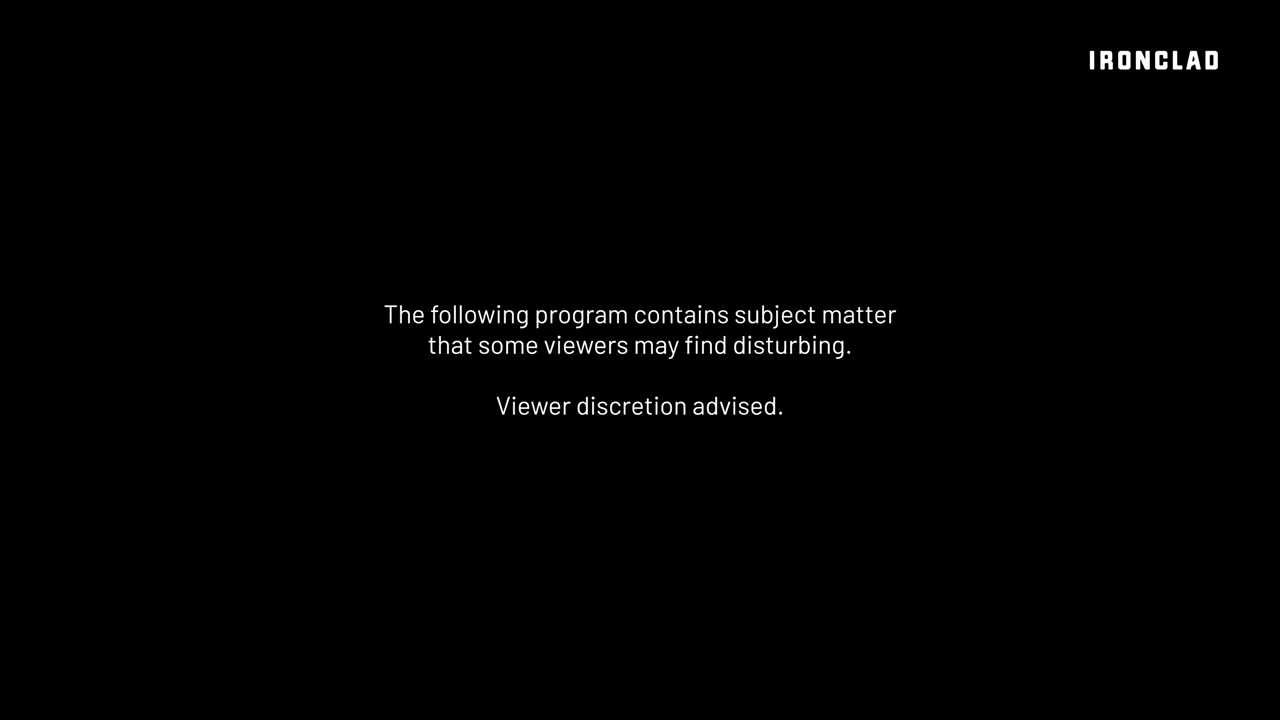 IRONCLAD
The following program contains subject matter
that some viewers may find disturbing.
Viewer discretion advised.